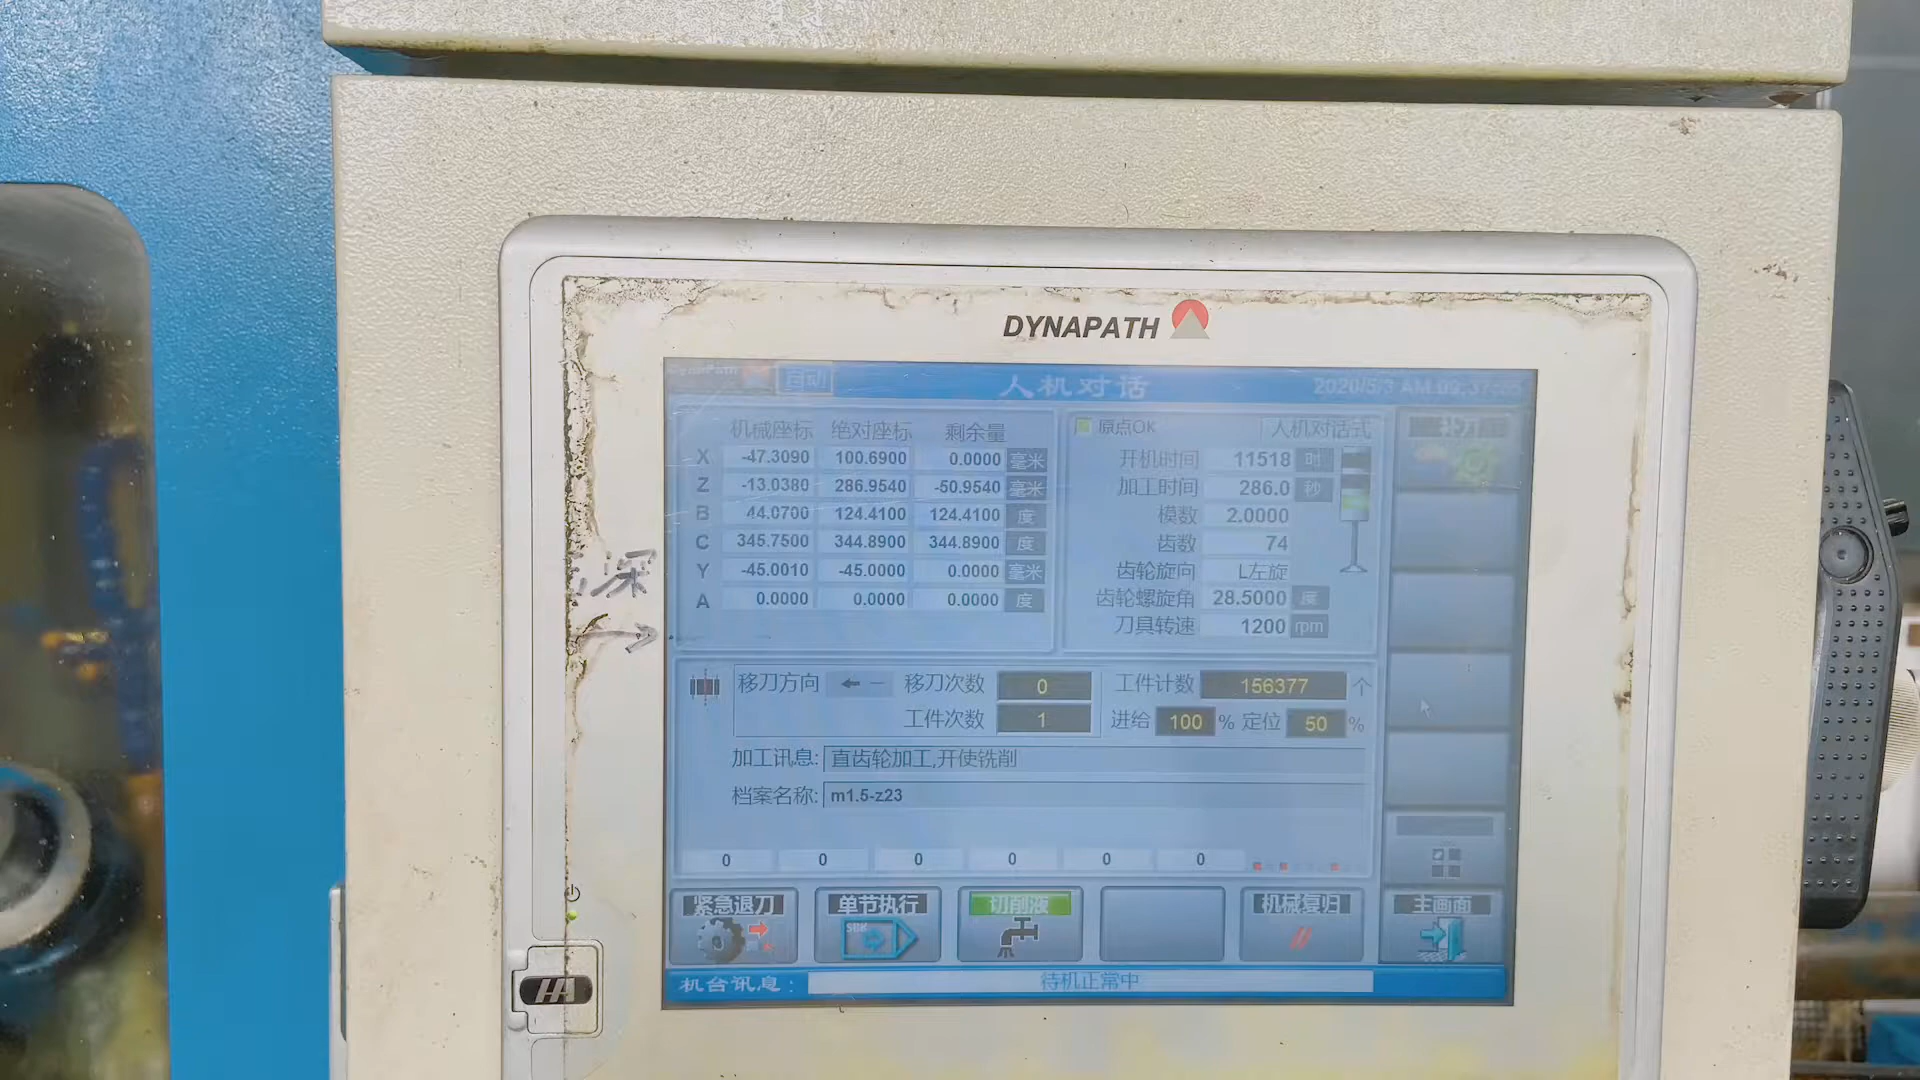 DYNAPATH
DynaPath 自动 人机对话 2020/5/3 AM 09:37
机械座标 绝对座标 剩余量
X -47.3090 100.6900 0.0000 毫米
Z -13.0380 286.9540 -50.9540 毫米
B 44.0700 124.4100 124.4100 度
C 345.7500 344.8900 344.8900 度
Y -45.0010 -45.0000 0.0000 毫米
A 0.0000 0.0000 0.0000 度
原点OK 人机对话式
开机时间 11518 时
加工时间 286.0 秒
模数 2.0000
齿数 74
齿轮旋向 L左旋
齿轮螺旋角 28.5000 度
刀具转速 1200 rpm
移刀方向 移刀次数 0 工件计数 156377 个
工件次数 1 进给 100 % 定位 50 %
加工讯息: 直齿轮加工,开使铣削
档案名称: m1.5-z23
0 0 0 0 0 0
紧急退刀 单节执行 切削液 机械复归 主画面
SBK
机台讯息: 待机正常中
深